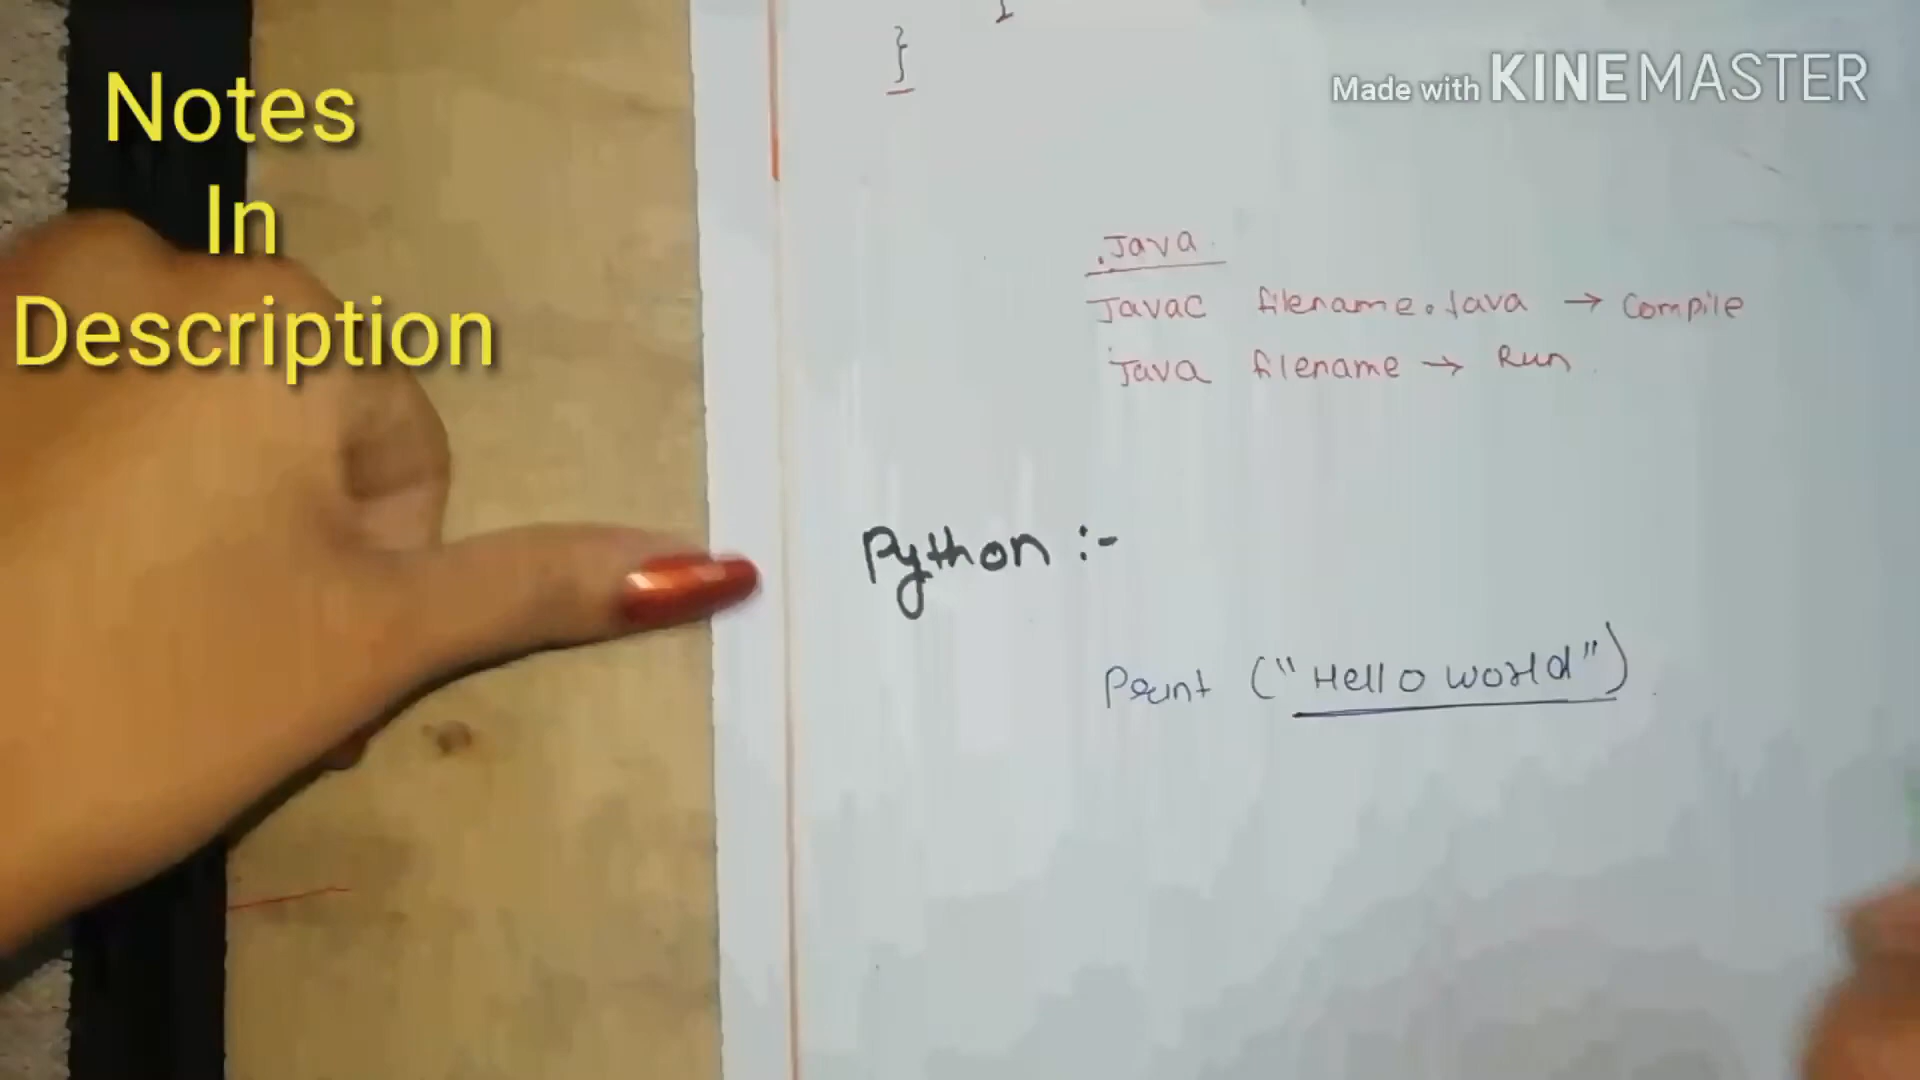 Notes
In
Description
Made with KINEMASTER
}
.Java
Javac filename.Java → Compile
Java filename → Run
Python :-
Print ("Hello world")